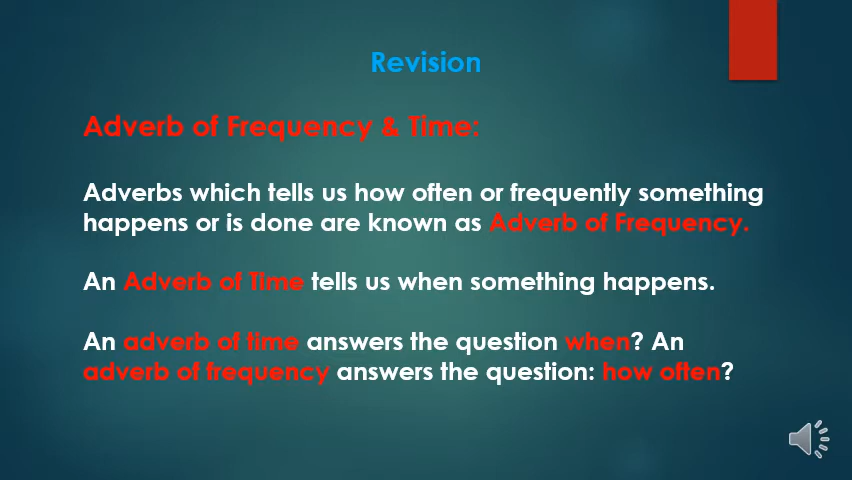 Revision
Adverb of Frequency & Time:
Adverbs which tells us how often or frequently something
happens or is done are known as Adverb of Frequency.
An Adverb of Time tells us when something happens.
An adverb of time answers the question when? An
adverb of frequency answers the question: how often?